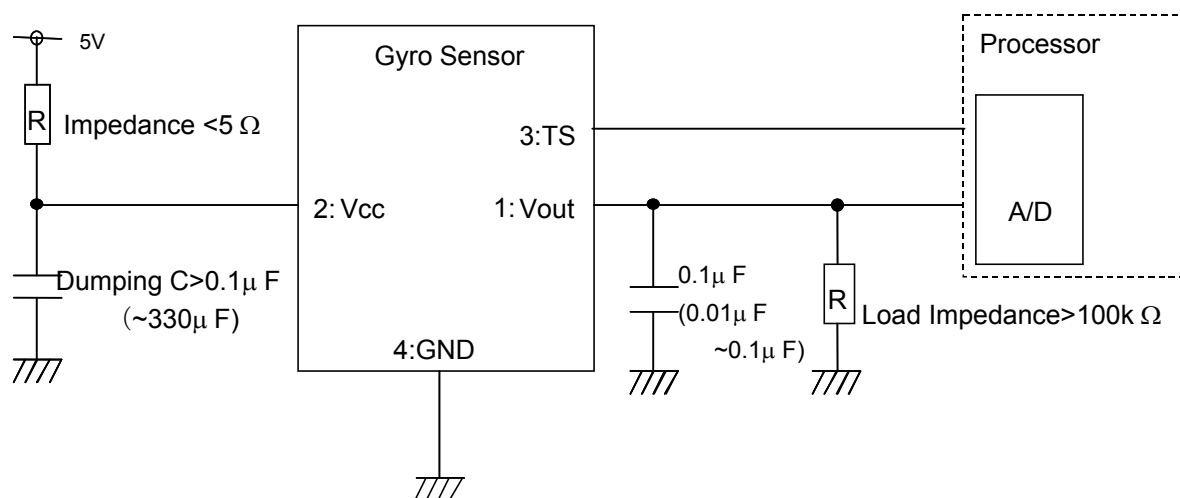 5V
R
Impedance <5 Ω
Dumping C>0.1μ F
(~330μ F)
Gyro Sensor
3:TS
2: Vcc
1: Vout
4:GND
0.1μ F
(0.01μ F
~0.1μ F)
R
Load Impedance>100k Ω
Processor
A/D